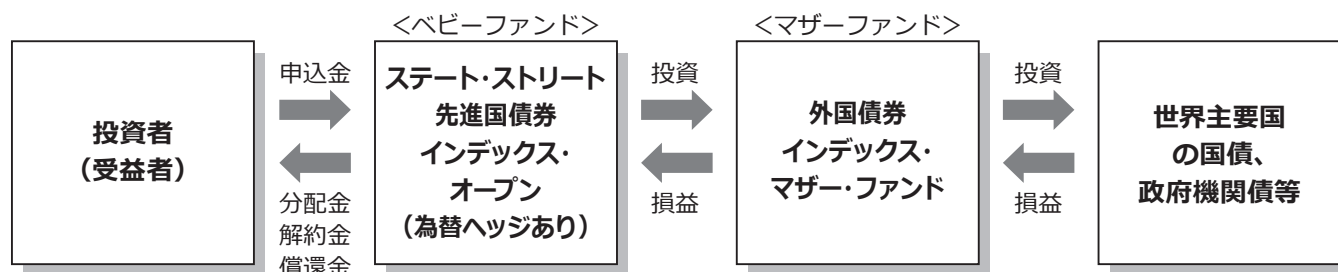 <ベビーファンド>
<マザーファンド>
投資者
（受益者）
申込金
分配金
解約金
償還金
ステート・ストリート
先進国債券
インデックス・
オープン
（為替ヘッジあり）
投資
損益
外国債券
インデックス・
マザー・ファンド
投資
損益
世界主要国
の国債、
政府機関債等